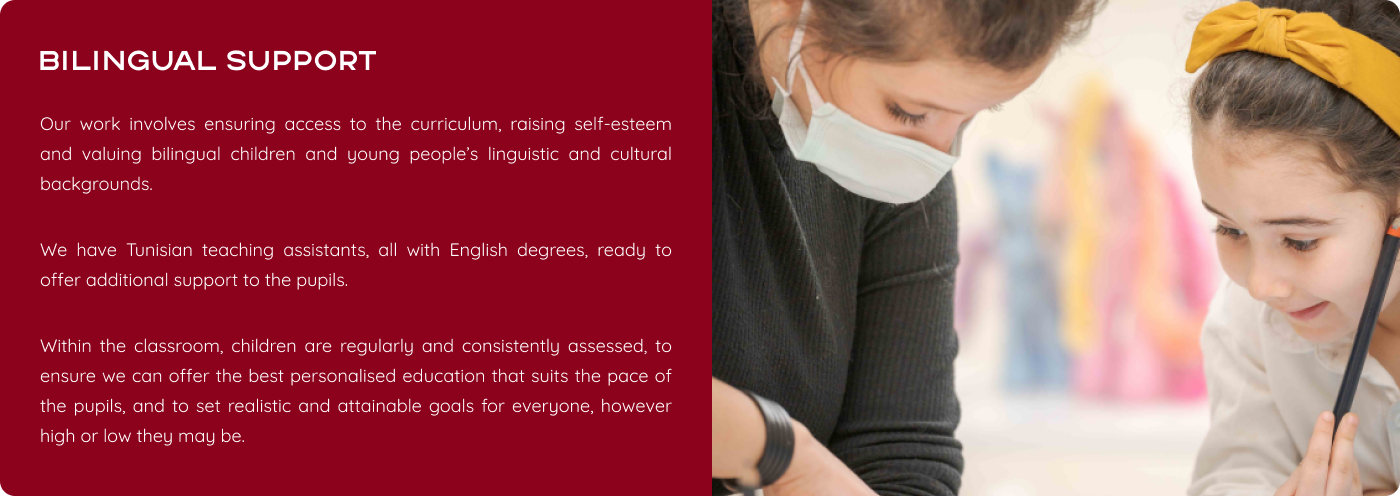 BILINGUAL SUPPORT
Our work involves ensuring access to the curriculum, raising self-esteem
and valuing bilingual children and young people's linguistic and cultural
backgrounds.
We have Tunisian teaching assistants, all with English degrees, ready to
offer additional support to the pupils.
Within the classroom, children are regularly and consistently assessed, to
ensure we can offer the best personalised education that suits the pace of
the pupils, and to set realistic and attainable goals for everyone, however
high or low they may be.